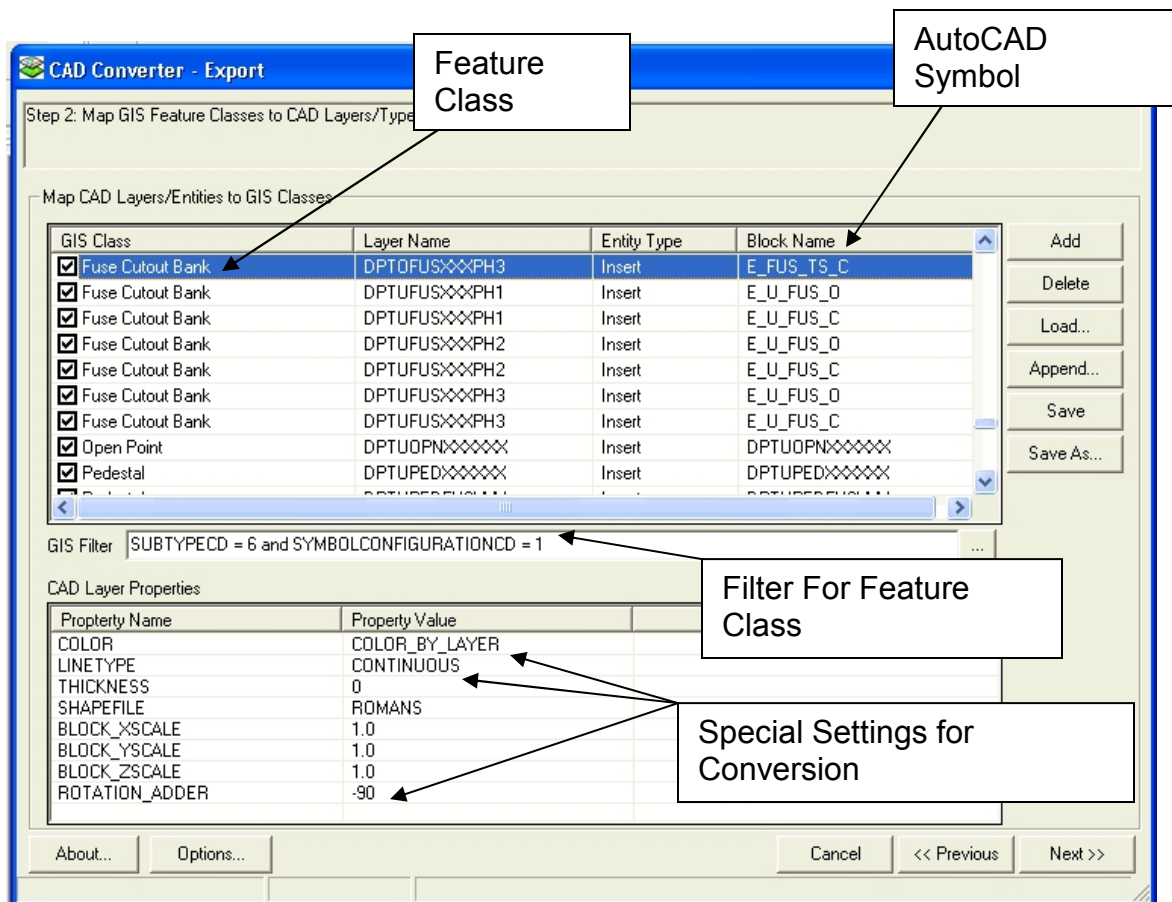 AutoCAD
Symbol
Feature
Class
CAD Converter - Export
Step 2: Map GIS Feature Classes to CAD Layers/Type
Map CAD Layers/Entities to GIS Classes
GIS Class Layer Name Entity Type Block Name
Fuse Cutout Bank DPTOFUSXXXPH3 Insert E_FUS_TS_C
Fuse Cutout Bank DPTUFUSXXXPH1 Insert E_U_FUS_O
Fuse Cutout Bank DPTUFUSXXXPH1 Insert E_U_FUS_C
Fuse Cutout Bank DPTUFUSXXXPH2 Insert E_U_FUS_O
Fuse Cutout Bank DPTUFUSXXXPH2 Insert E_U_FUS_C
Fuse Cutout Bank DPTUFUSXXXPH3 Insert E_U_FUS_O
Fuse Cutout Bank DPTUFUSXXXPH3 Insert E_U_FUS_C
Open Point DPTUOPNXXXXXX Insert DPTUOPNXXXXXX
Pedestal DPTUPEDXXXXXX Insert DPTUPEDXXXXXX
Add
Delete
Load...
Append...
Save
Save As...
GIS Filter SUBTYPECD = 6 and SYMBOLCONFIGURATIONCD = 1 ...
Filter For Feature
Class
CAD Layer Properties
Propterty Name Property Value
COLOR COLOR_BY_LAYER
LINETYPE CONTINUOUS
THICKNESS 0
SHAPEFILE ROMANS
BLOCK_XSCALE 1.0
BLOCK_YSCALE 1.0
BLOCK_ZSCALE 1.0
ROTATION_ADDER -90
Special Settings for
Conversion
About... Options... Cancel << Previous Next >>